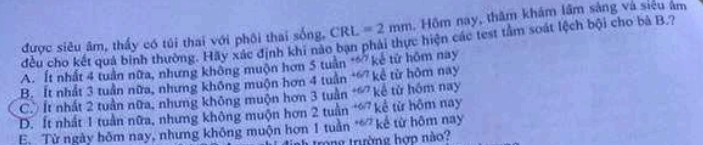 được siêu âm, thấy có túi thai với phôi thai sống, CRL = 2 mm. Hôm nay, thăm khám lâm sàng và siêu âm
đều cho kết quả bình thường. Hãy xác định khi nào bạn phải thực hiện các test tầm soát lệch bội cho bà B.?
A. Ít nhất 4 tuần nữa, nhưng không muộn hơn 5 tuần +6/7 kể từ hôm nay
B. Ít nhất 3 tuần nữa, nhưng không muộn hơn 4 tuần +6/7 kể từ hôm nay
C. Ít nhất 2 tuần nữa, nhưng không muộn hơn 3 tuần +6/7 kể từ hôm nay
D. Ít nhất 1 tuần nữa, nhưng không muộn hơn 2 tuần +6/7 kể từ hôm nay
E. Từ ngày hôm nay, nhưng không muộn hơn 1 tuần +6/7 kể từ hôm nay
định trong trường hợp nào?